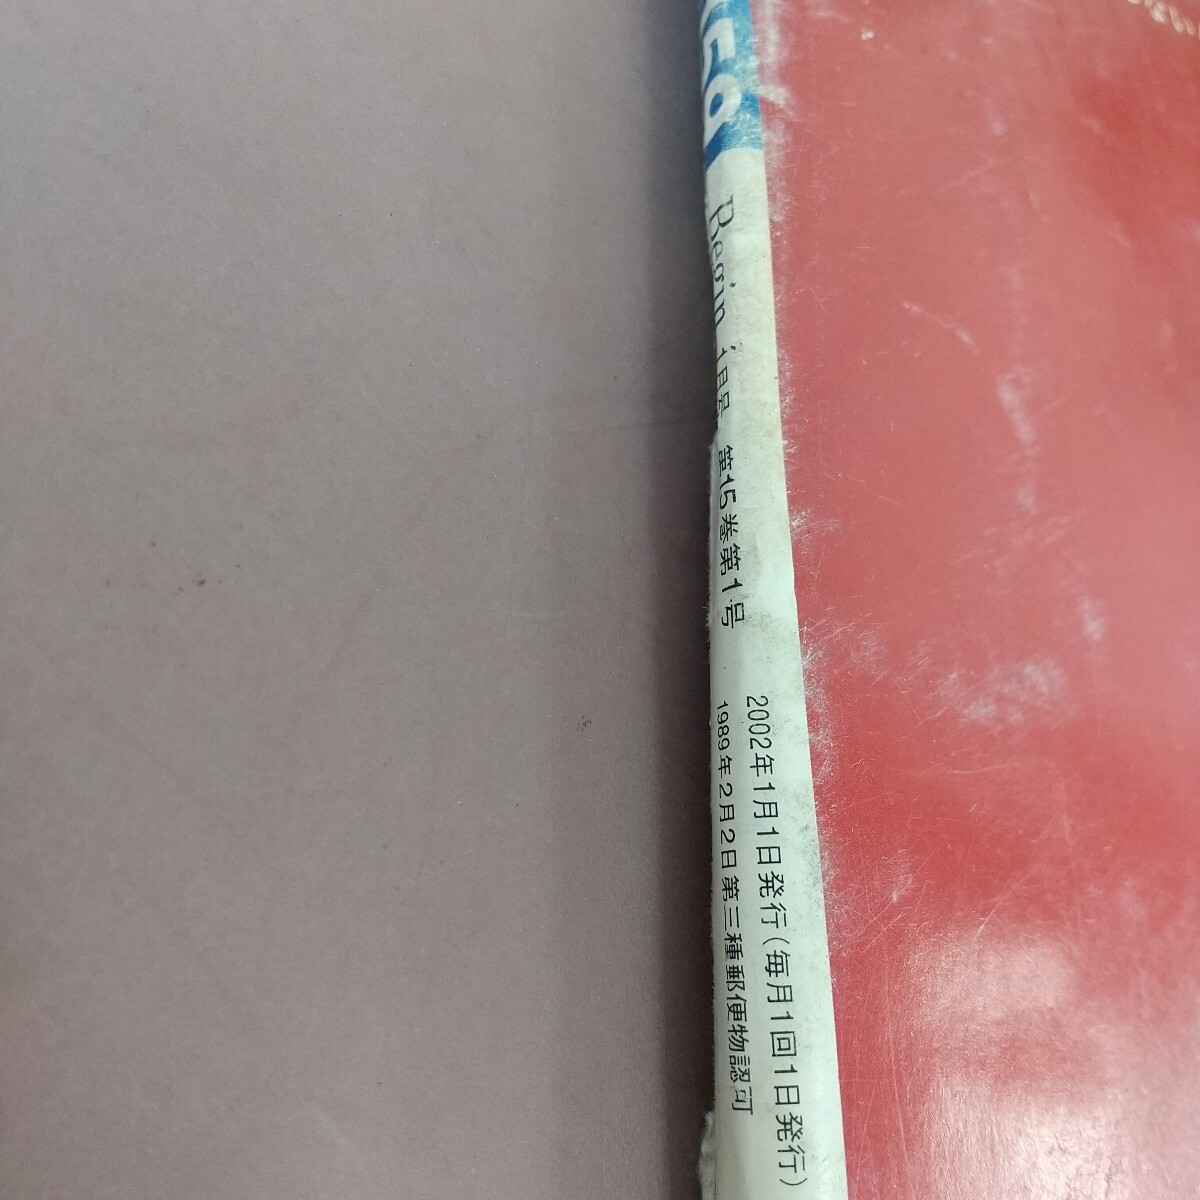 159
Begin 1月号 第15巻第1号
2002年1月1日発行(毎月1回1日発行)
1989年2月2日第三種郵便物認可